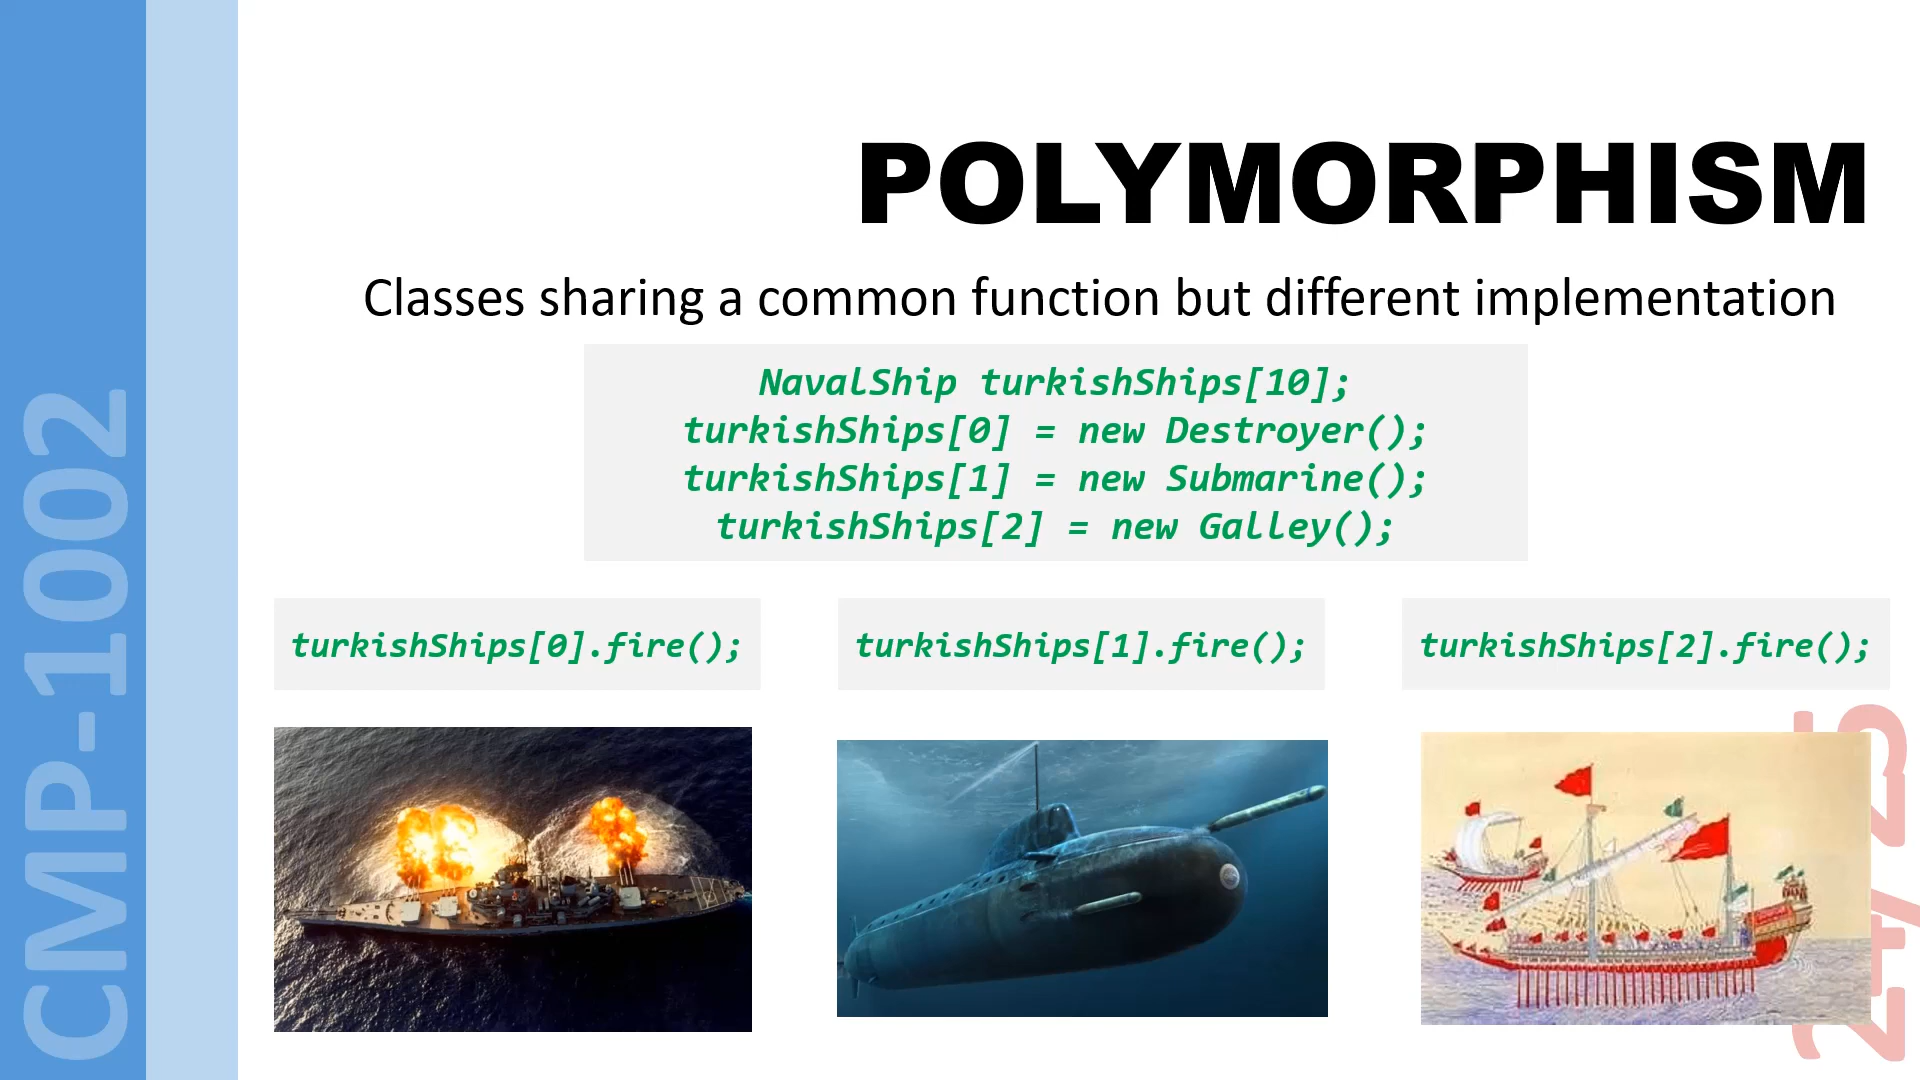 CMP-1002
POLYMORPHISM
Classes sharing a common function but different implementation
NavalShip turkishShips[10];
turkishShips[0] = new Destroyer();
turkishShips[1] = new Submarine();
turkishShips[2] = new Galley();
turkishShips[0].fire();
turkishShips[1].fire();
turkishShips[2].fire();